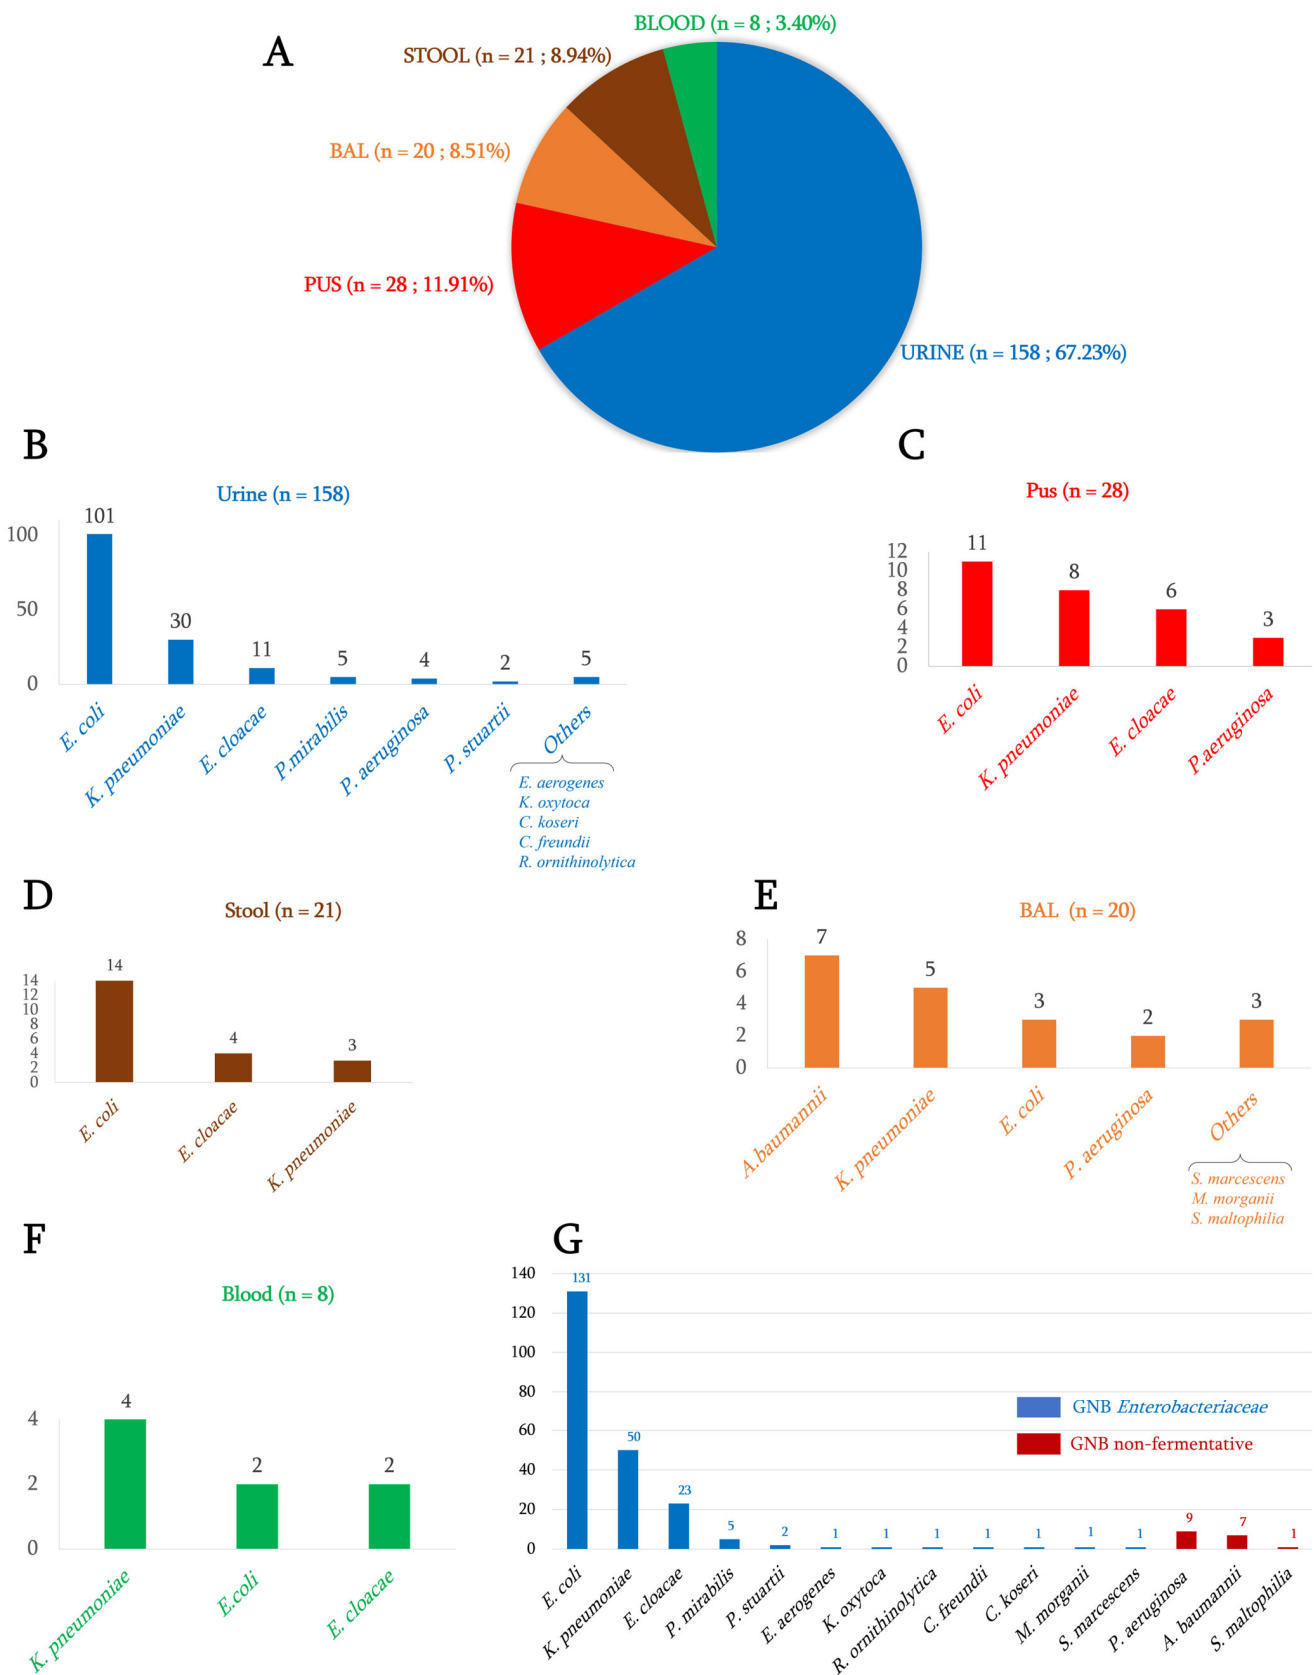 A
BLOOD (n = 8 ; 3.40%)
STOOL (n = 21 ; 8.94%)
BAL (n = 20 ; 8.51%)
PUS (n = 28 ; 11.91%)
URINE (n = 158 ; 67.23%)
B
Urine (n = 158)
100
50
0
101
30
11
5
4
2
5
E. coli
K. pneumoniae
E. cloacae
P.mirabilis
P. aeruginosa
P. stuartii
Others
E. aerogenes
K. oxytoca
C. koseri
C. freundii
R. ornithinolytica
C
Pus (n = 28)
12
10
8
6
4
2
0
11
8
6
3
E. coli
K. pneumoniae
E. cloacae
P.aeruginosa
D
Stool (n = 21)
14
12
10
8
6
4
2
0
14
4
3
E. coli
E. cloacae
K. pneumoniae
E
BAL (n = 20)
8
6
4
2
0
7
5
3
2
3
A.baumannii
K. pneumoniae
E. coli
P. aeruginosa
Others
S. marcescens
M. morganii
S. maltophilia
F
Blood (n = 8)
4
2
0
4
2
2
K. pneumoniae
E.coli
E. cloacae
G
140
120
100
80
60
40
20
0
131
50
23
5
2
1
1
1
1
1
1
1
9
7
1
GNB Enterobacteriaceae
GNB non-fermentative
E. coli
K. pneumoniae
E. cloacae
P. mirabilis
P. stuartii
E. aerogenes
K. oxytoca
R. ornithinolytica
C. freundii
C. koseri
M. morganii
S. marcescens
P. aeruginosa
A. baumannii
S. maltophilia